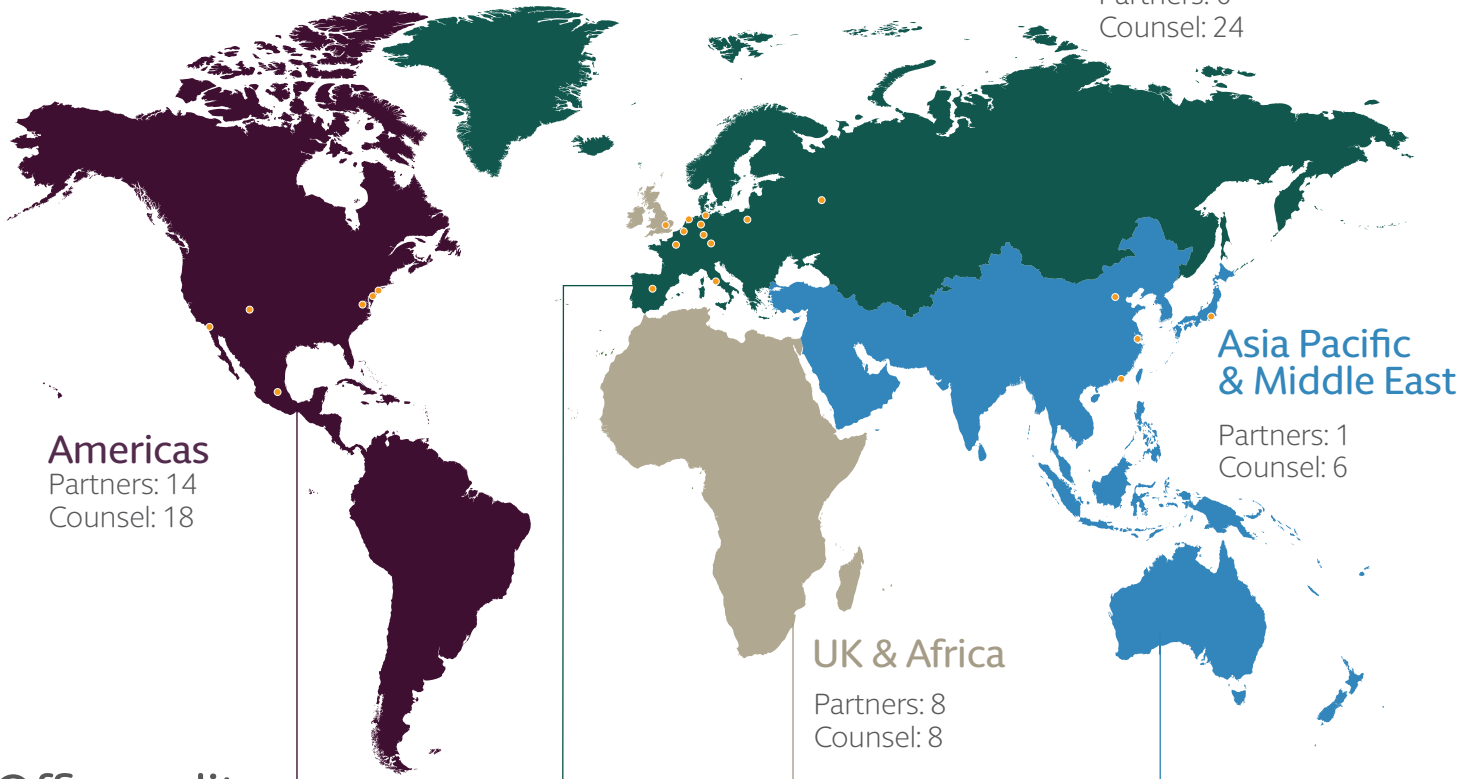 Counsel: 24
Asia Pacific
& Middle East
Partners: 1
Counsel: 6
Americas
Partners: 14
Counsel: 18
UK & Africa
Partners: 8
Counsel: 8